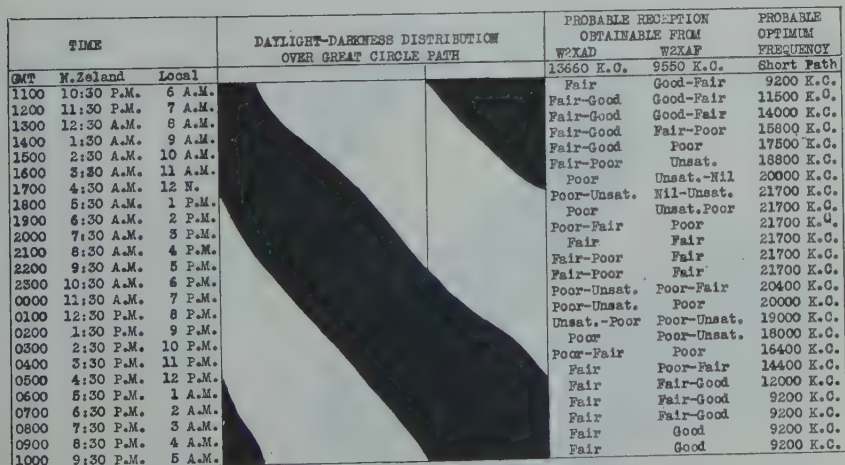 TIME DAYLIGHT-DARKNESS DISTRIBUTION OVER GREAT CIRCLE PATH PROBABLE RECEPTION OBTAINABLE FROM PROBABLE OPTIMUM FREQUENCY
W2XAD W2XAF
GMT N.Zeland Local 13660 K.C. 9550 K.C. Short Path
1100 10:30 P.M. 6 A.M. Fair Good-Fair 9200 K.C.
1200 11:30 P.M. 7 A.M. Fair-Good Good-Fair 11500 K.C.
1300 12:30 A.M. 8 A.M. Fair-Good Good-Fair 14000 K.C.
1400 1:30 A.M. 9 A.M. Fair-Good Fair-Poor 15800 K.C.
1500 2:30 A.M. 10 A.M. Fair-Good Poor 17500 K.C.
1600 3:30 A.M. 11 A.M. Fair-Poor Unsat. 18800 K.C.
1700 4:30 A.M. 12 N. Poor Unsat.-Nil 20000 K.C.
1800 5:30 A.M. 1 P.M. Poor-Unsat. Nil-Unsat. 21700 K.C.
1900 6:30 A.M. 2 P.M. Poor Unsat.Poor 21700 K.C.
2000 7:30 A.M. 3 P.M. Poor-Fair Poor 21700 K.C.
2100 8:30 A.M. 4 P.M. Fair Fair 21700 K.C.
2200 9:30 A.M. 5 P.M. Fair-Poor Fair 21700 K.C.
2300 10:30 A.M. 6 P.M. Fair-Poor Fair 21700 K.C.
0000 11:30 A.M. 7 P.M. Poor-Unsat. Poor-Fair 20400 K.C.
0100 12:30 P.M. 8 P.M. Poor-Unsat. Poor 20000 K.C.
0200 1:30 P.M. 9 P.M. Unsat.-Poor Poor-Unsat. 19000 K.C.
0300 2:30 P.M. 10 P.M. Poor Poor-Unsat. 18000 K.C.
0400 3:30 P.M. 11 P.M. Poor-Fair Poor 16400 K.C.
0500 4:30 P.M. 12 P.M. Fair Poor-Fair 14400 K.C.
0600 5:30 P.M. 1 A.M. Fair Fair-Good 12000 K.C.
0700 6:30 P.M. 2 A.M. Fair Fair-Good 9200 K.C.
0800 7:30 P.M. 3 A.M. Fair Fair-Good 9200 K.C.
0900 8:30 P.M. 4 A.M. Fair Good 9200 K.C.
1000 9:30 P.M. 5 A.M. Fair Good 9200 K.C.